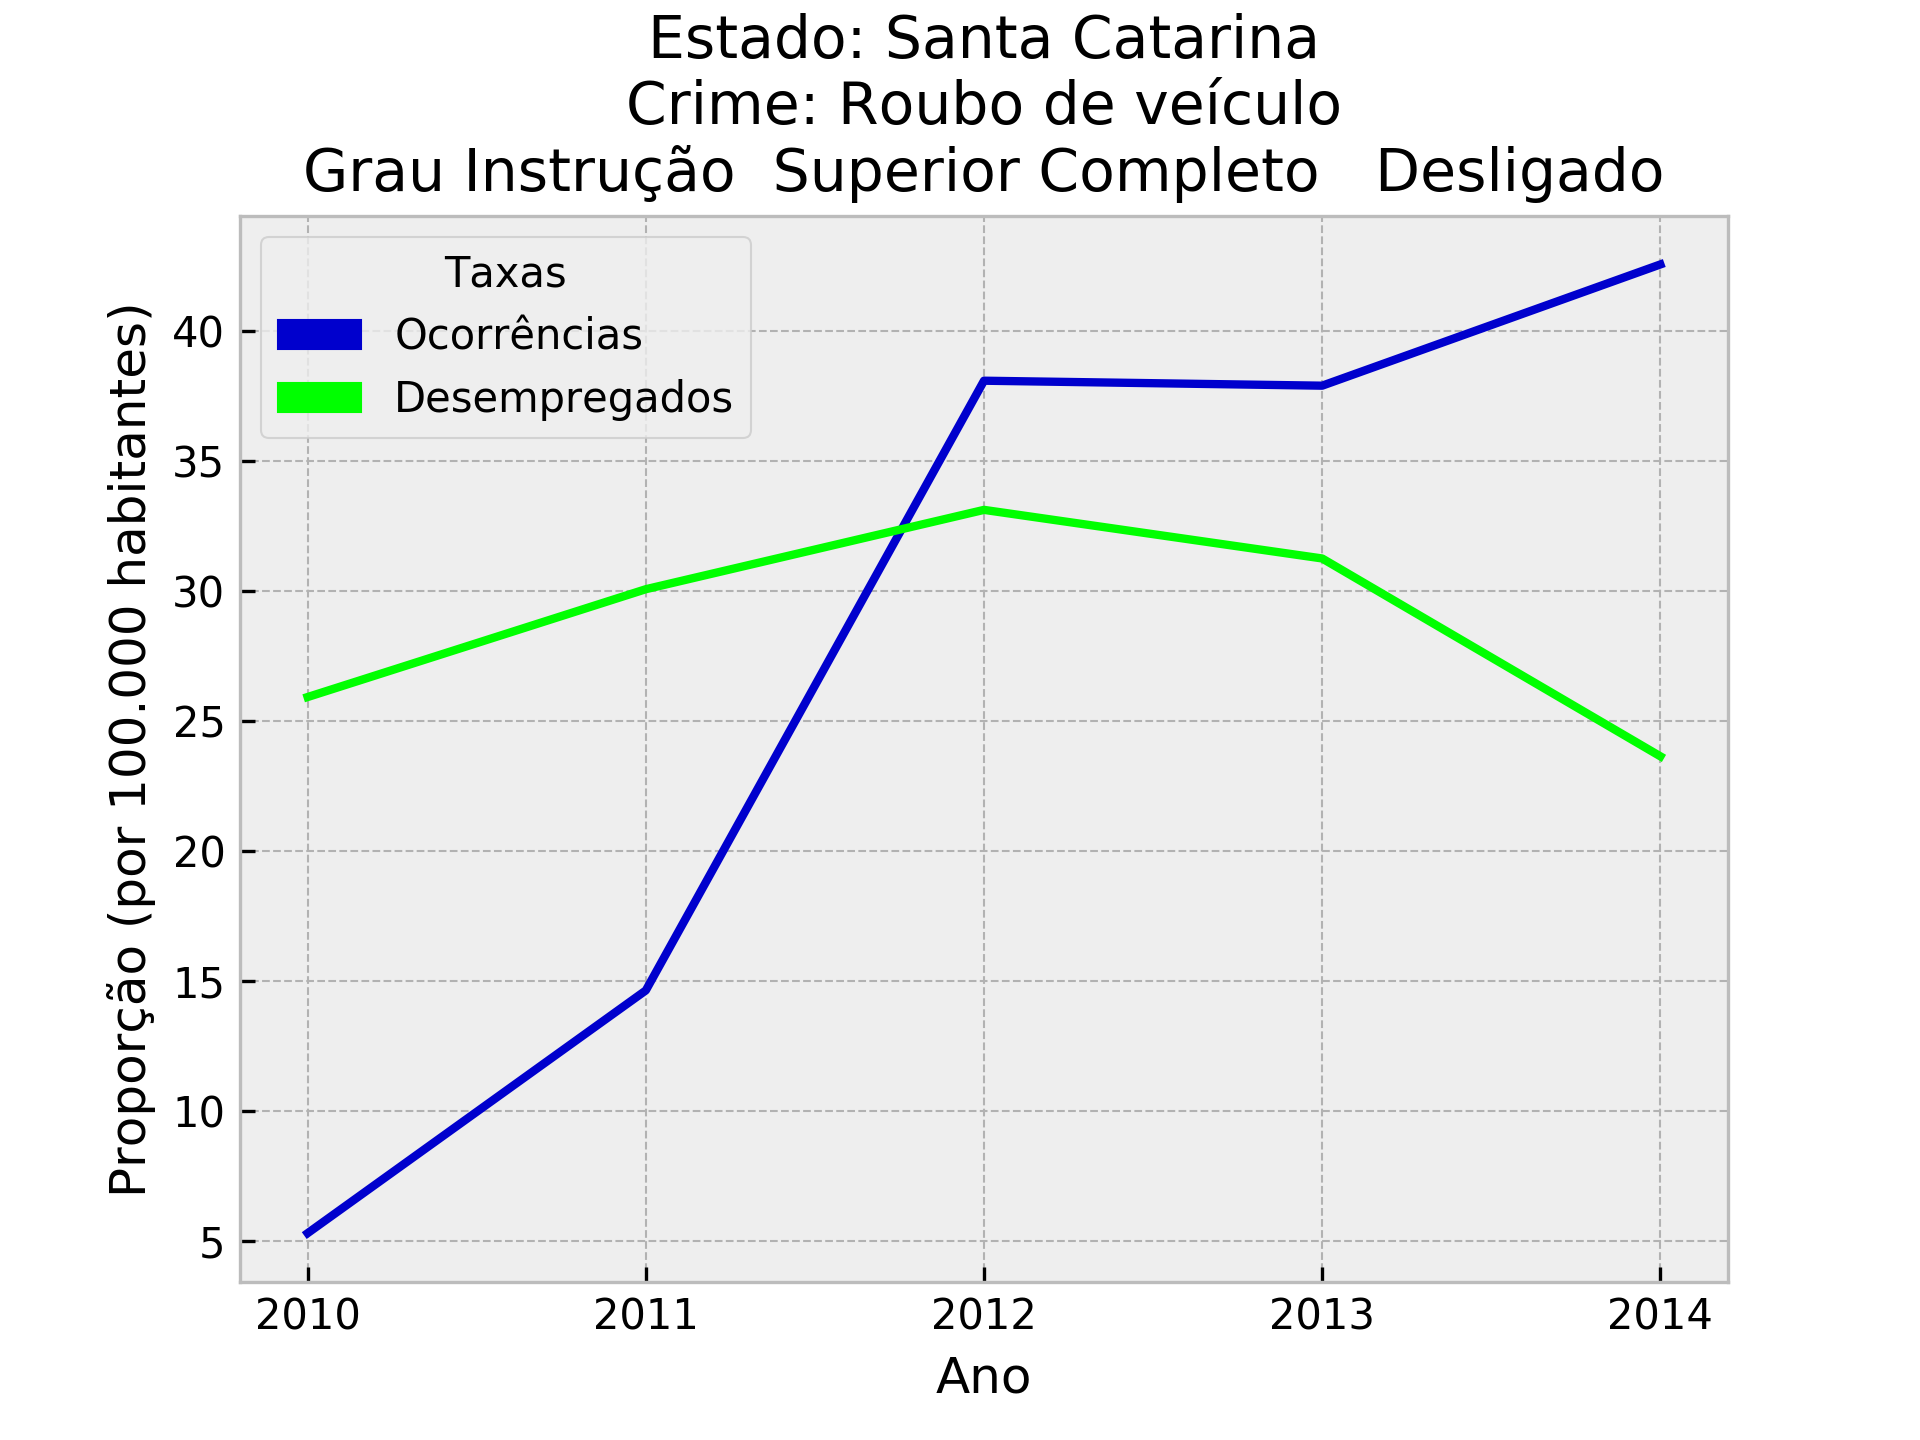 Estado: Santa Catarina
Crime: Roubo de veículo
Grau Instrução  Superior Completo   Desligado
Taxas
Ocorrências
Desempregados
Proporção (por 100.000 habitantes)
40
35
30
25
20
15
10
5
2010 2011 2012 2013 2014
Ano